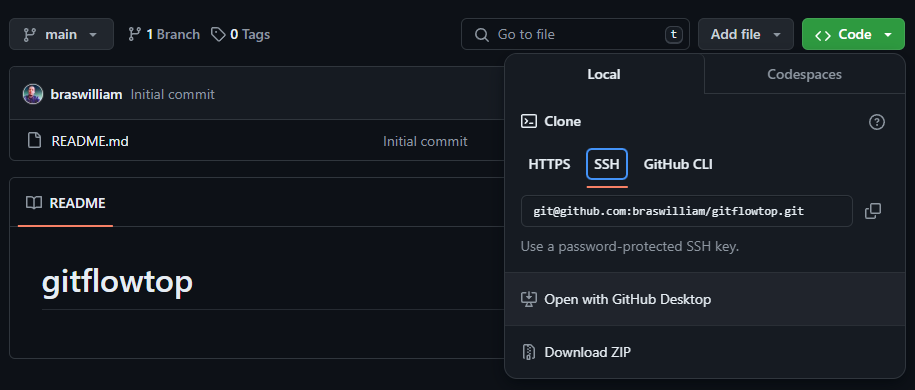 main 1 Branch 0 Tags Go to file t Add file Code
Local Codespaces
braswilliam Initial commit
README.md Initial commit
README
gitflowtop
Clone
HTTPS SSH GitHub CLI
git@github.com:braswilliam/gitflowtop.git
Use a password-protected SSH key.
Open with GitHub Desktop
Download ZIP